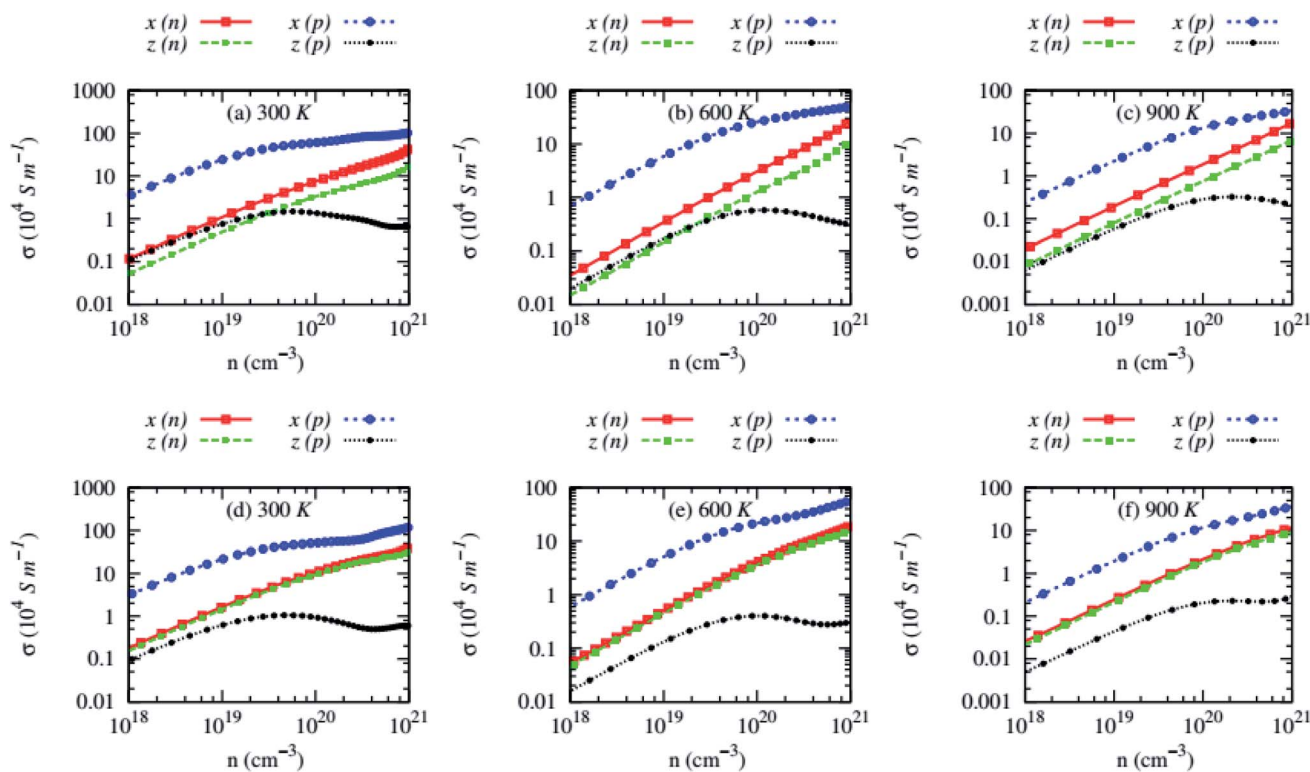 x (n) x (p) x (n) x (p) x (n) x (p)
z (n) z (p) z (n) z (p) z (n) z (p)
(a) 300 K
1000
100
10
1
0.1
0.01
σ (10⁴ S m⁻¹)
10¹⁸ 10¹⁹ 10²⁰ 10²¹
n (cm⁻³)
(b) 600 K
100
10
1
0.1
0.01
σ (10⁴ S m⁻¹)
10¹⁸ 10¹⁹ 10²⁰ 10²¹
n (cm⁻³)
(c) 900 K
100
10
1
0.1
0.01
0.001
σ (10⁴ S m⁻¹)
10¹⁸ 10¹⁹ 10²⁰ 10²¹
n (cm⁻³)
x (n) x (p) x (n) x (p) x (n) x (p)
z (n) z (p) z (n) z (p) z (n) z (p)
(d) 300 K
1000
100
10
1
0.1
0.01
σ (10⁴ S m⁻¹)
10¹⁸ 10¹⁹ 10²⁰ 10²¹
n (cm⁻³)
(e) 600 K
100
10
1
0.1
0.01
σ (10⁴ S m⁻¹)
10¹⁸ 10¹⁹ 10²⁰ 10²¹
n (cm⁻³)
(f) 900 K
100
10
1
0.1
0.01
0.001
σ (10⁴ S m⁻¹)
10¹⁸ 10¹⁹ 10²⁰ 10²¹
n (cm⁻³)